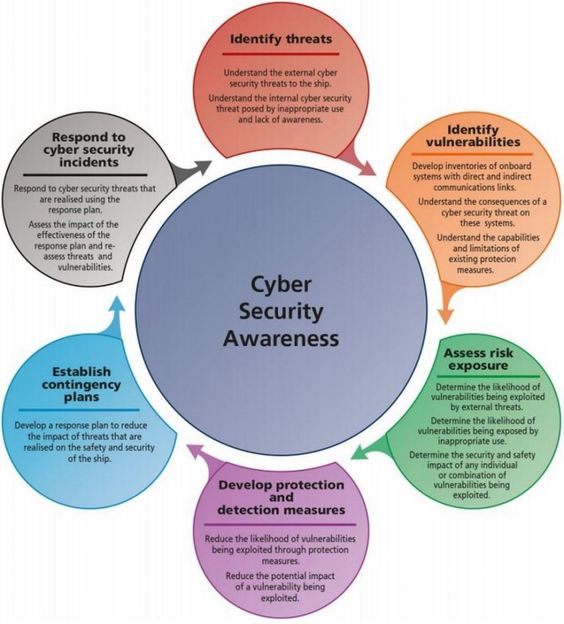 Identify threats
Understand the external cyber
security threats to the ship.
Understand the internal cyber security
threat posed by inappropriate use
and lack of awareness.
Identify
vulnerabilities
Develop inventories of onboard
systems with direct and indirect
communications links.
Understand the consequences of a
cyber security threat on
these systems.
Understand the capabilities
and limitations of
existing protecion
measures.
Assess risk
exposure
Determine the likelihood of
vulnerabilities being exploited
by external threats.
Determine the likelihood of
vulnerabilities being exposed by
inappropriate use.
Determine the security and safety
impact of any individual
or combination of
vulnerabilities being
exploited.
Develop protection
and
detection measures
Reduce the likelihood of vulnerabilities
being exploited through protection
measures.
Reduce the potential impact
of a vulnerability being
exploited.
Establish
contingency
plans
Develop a response plan to reduce
the impact of threats that are
realised on the safety and security
of the ship.
Respond to
cyber security
incidents
Respond to cyber security threats that
are realised using the
response plan.
Assess the impact of the
effectiveness of the
response plan and re-
assess threats and
vulnerabilities.
Cyber
Security
Awareness